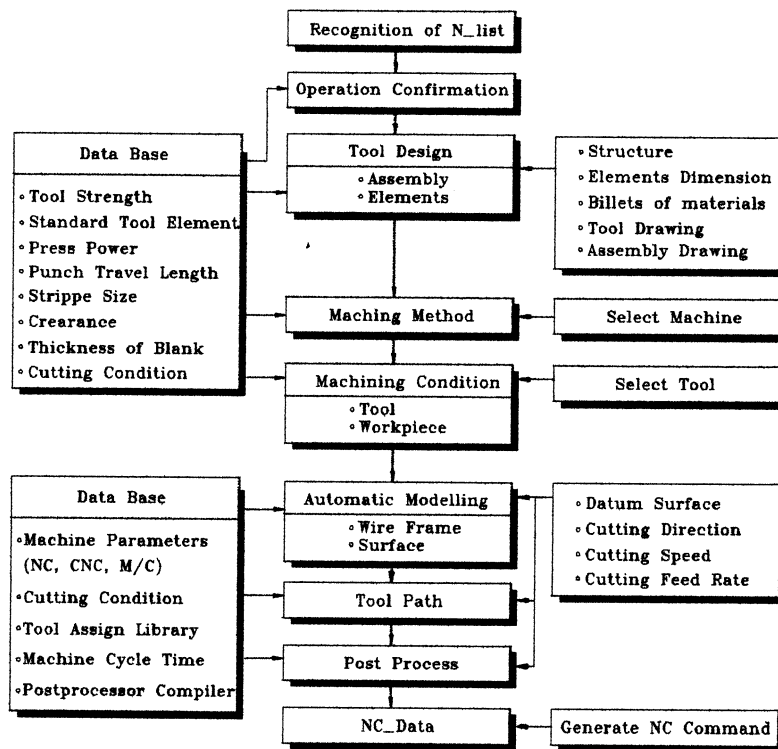 Recognition of N_list
Operation Confirmation
Data Base
◦ Tool Strength
◦ Standard Tool Element
◦ Press Power
◦ Punch Travel Length
◦ Strippe Size
◦ Crearance
◦ Thickness of Blank
◦ Cutting Condition
Tool Design
◦ Assembly
◦ Elements
◦ Structure
◦ Elements Dimension
◦ Billets of materials
◦ Tool Drawing
◦ Assembly Drawing
Maching Method
Select Machine
Machining Condition
◦ Tool
◦ Workpiece
Select Tool
Data Base
◦Machine Parameters
(NC, CNC, M/C)
◦Cutting Condition
◦Tool Assign Library
◦Machine Cycle Time
◦Postprocessor Compiler
Automatic Modelling
◦ Wire Frame
◦ Surface
◦ Datum Surface
◦ Cutting Direction
◦ Cutting Speed
◦ Cutting Feed Rate
Tool Path
Post Process
NC_Data
Generate NC Command